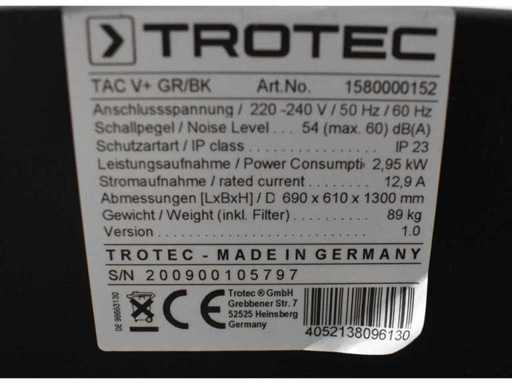 TROTEC
TAC V+ GR/BK Art.No. 1580000152
Anschlussspannung / 220 -240 V / 50 Hz / 60 Hz
Schallpegel / Noise Level ... 54 (max. 60) dB(A)
Schutzart / IP class ................ IP 23
Leistungsaufnahme / Power Consumpti 2,95 kW
Stromaufnahme / rated current ......... 12,9 A
Abmessungen [LxBxH] / D 690 x 610 x 1300 mm
Gewicht / Weight (inkl. Filter) ............ 89 kg
Version ................................ 1.0
TROTEC - MADE IN GERMANY
S/N 200900105797
CE
Trotec ® GmbH
Grebbener Str. 7
52525 Heinsberg
Germany
4052138096130